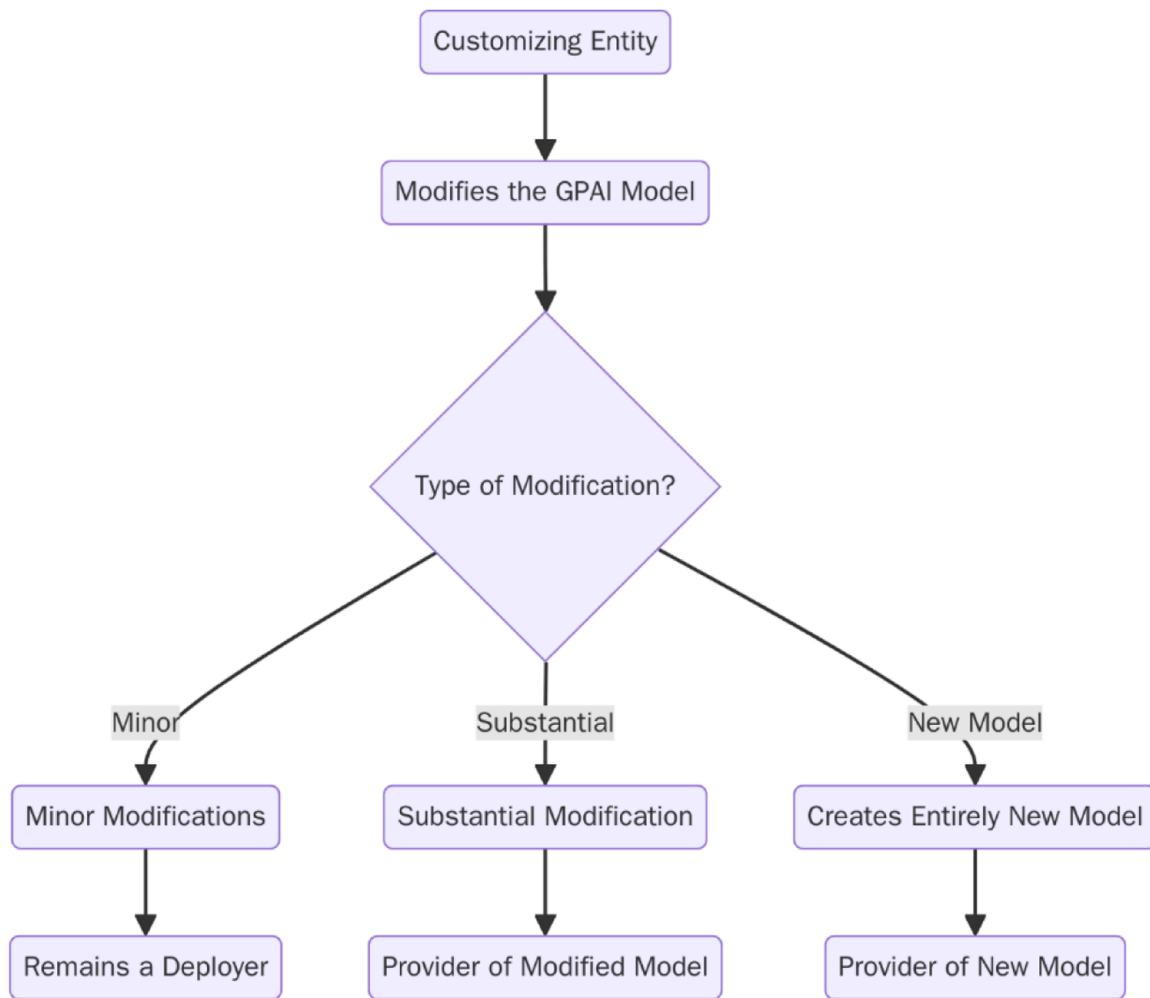 Customizing Entity
Modifies the GPAI Model
Type of Modification?
Minor
Substantial
New Model
Minor Modifications
Substantial Modification
Creates Entirely New Model
Remains a Deployer
Provider of Modified Model
Provider of New Model